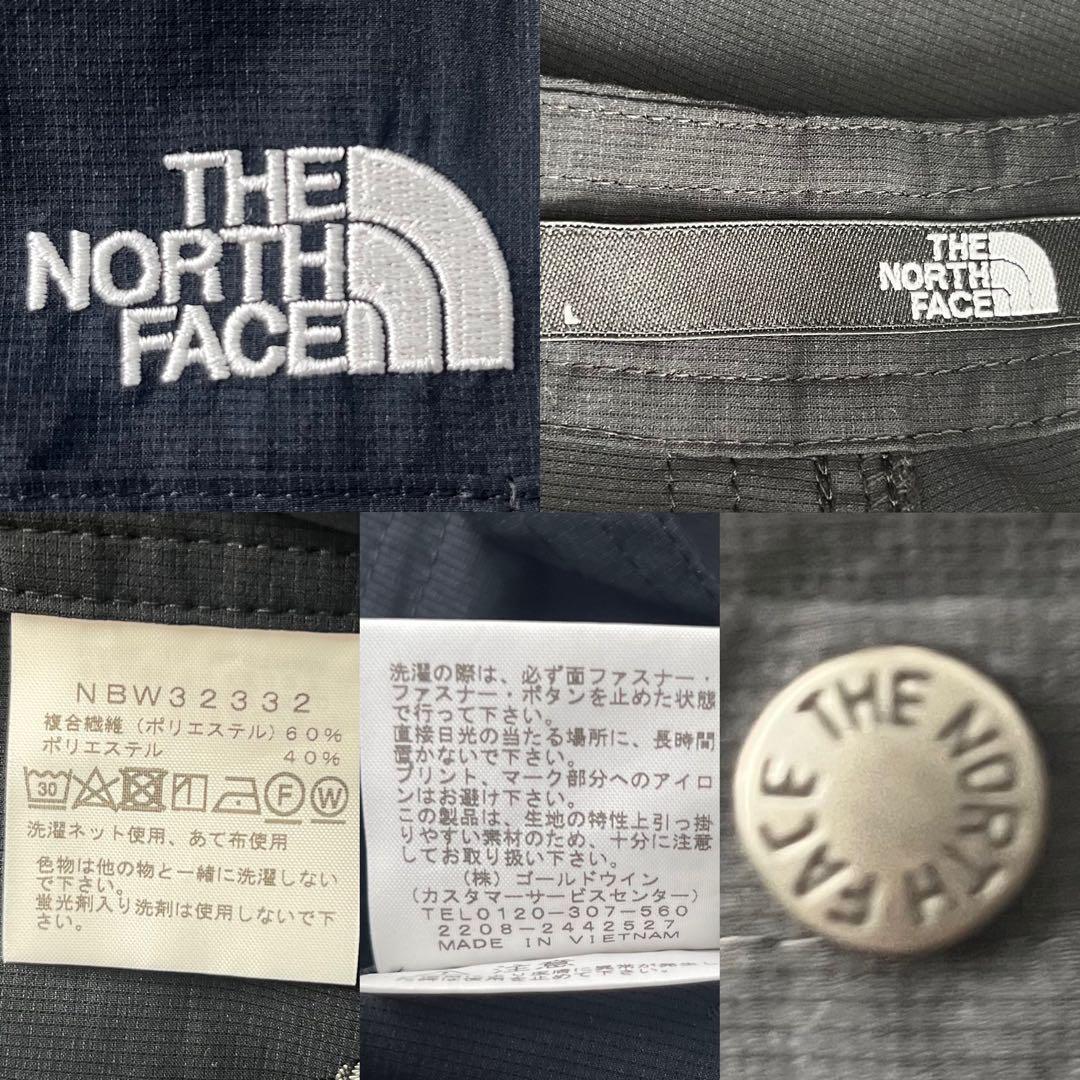 THE
NORTH
FACE
L
THE
NORTH
FACE
NBW32332
複合繊維(ポリエステル)60%
ポリエステル 40%
30 F W
洗濯ネット使用、あて布使用
色物は他の物と一緒に洗濯しない
で下さい。
蛍光剤入り洗剤は使用しないで下
さい。
洗濯の際は、必ず面ファスナー・
ファスナー・ボタンを止めた状態
で行って下さい。
直接日光の当たる場所に、長時間
置かないで下さい。
プリント、マーク部分へのアイロ
ンはお避け下さい。
この製品は、生地の特性上引っ掛
りやすい素材のため、十分に注意
してお取り扱い下さい。
(株)ゴールドウイン
(カスタマーサービスセンター)
TEL0120-307-560
2208-2442527
MADE IN VIETNAM
THE NORTH FACE